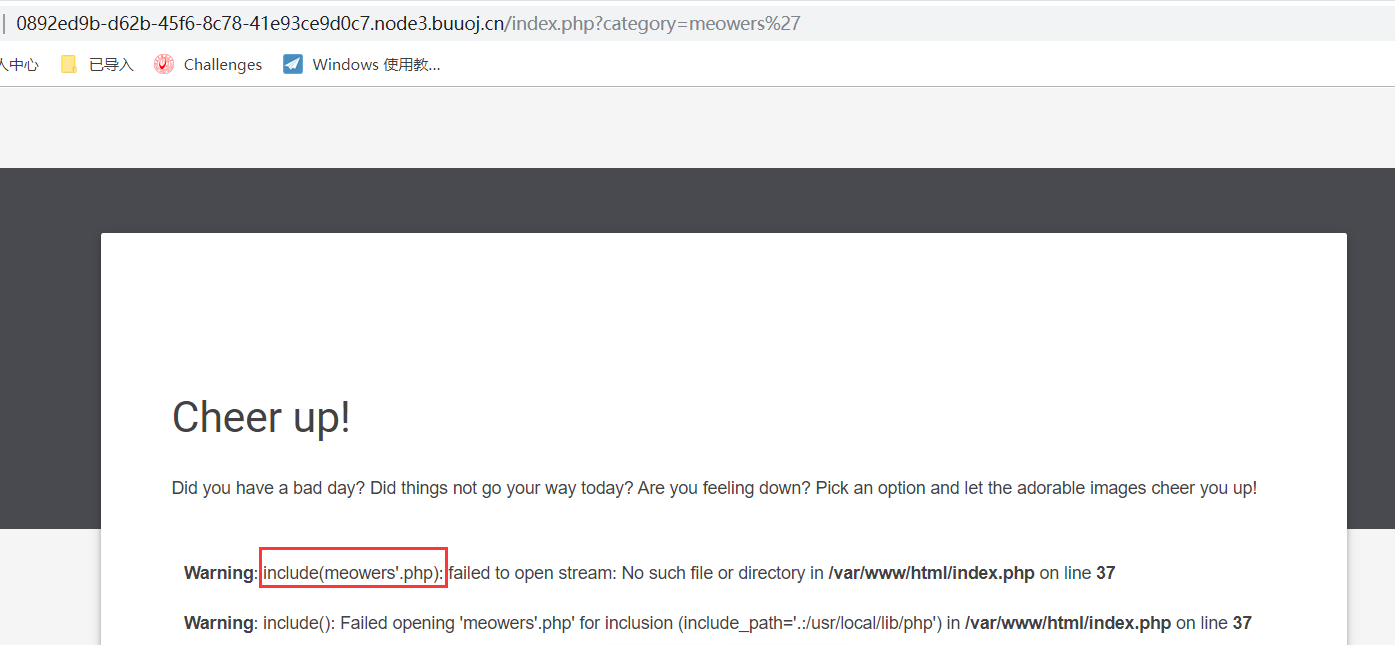 0892ed9b-d62b-45f6-8c78-41e93ce9d0c7.node3.buuoj.cn/index.php?category=meowers%27
人中心 已导入 Challenges Windows 使用教...
Cheer up!
Did you have a bad day? Did things not go your way today? Are you feeling down? Pick an option and let the adorable images cheer you up!
Warning: include(meowers'.php): failed to open stream: No such file or directory in /var/www/html/index.php on line 37
Warning: include(): Failed opening 'meowers'.php' for inclusion (include_path='.:/usr/local/lib/php') in /var/www/html/index.php on line 37